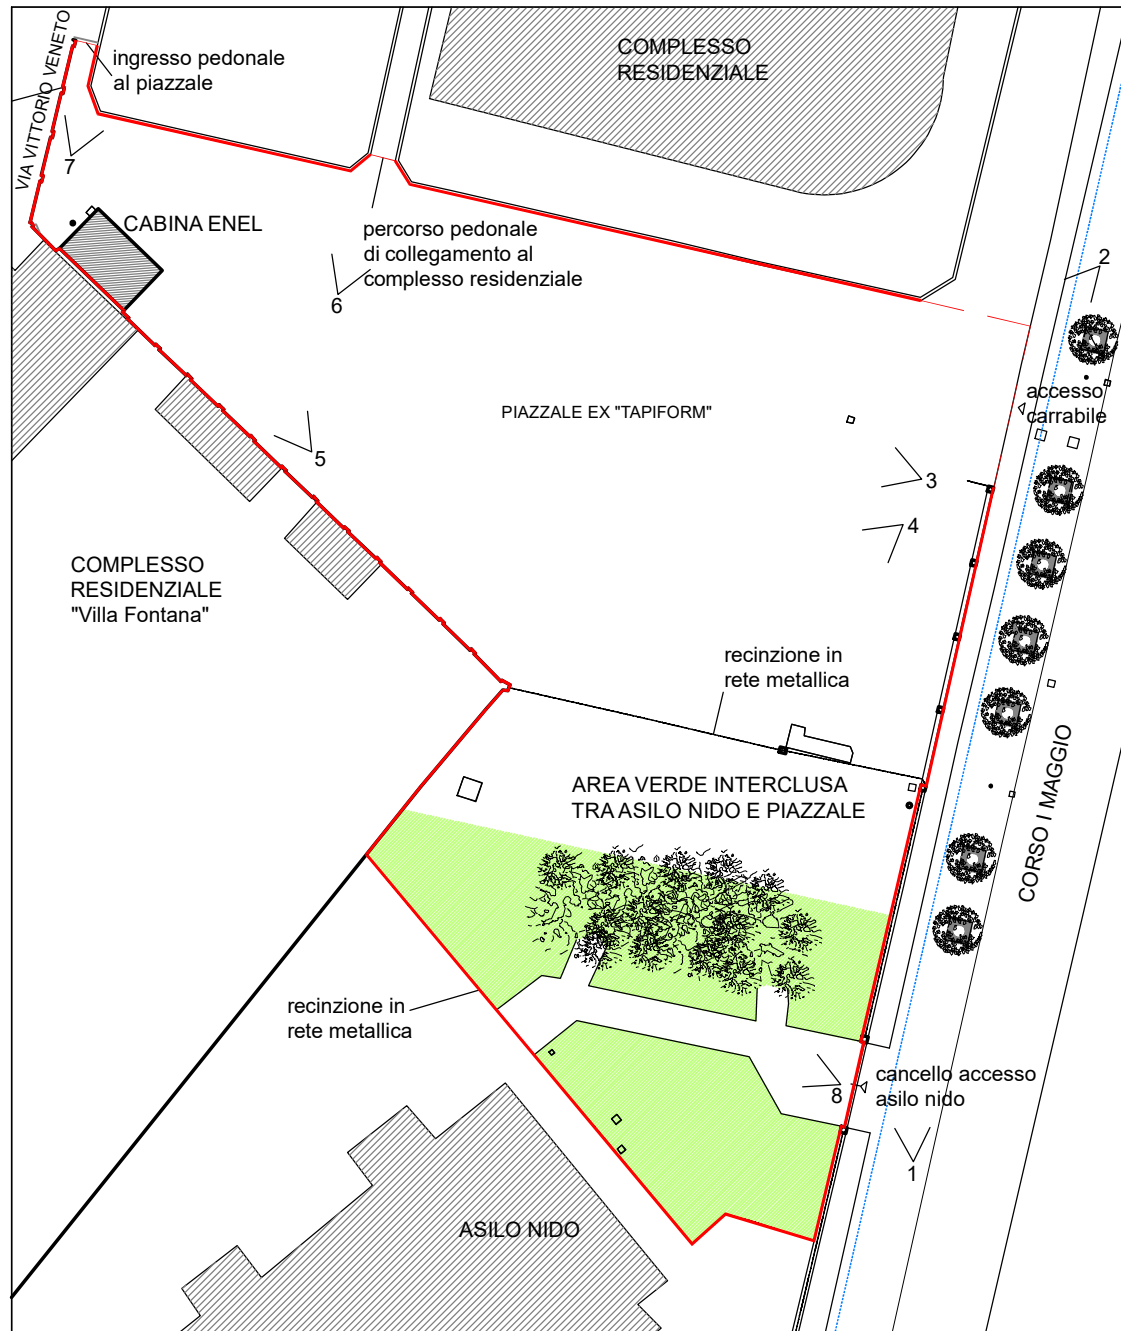 COMPLESSO
RESIDENZIALE
ingresso pedonale
al piazzale
VIA VITTORIO VENETO
7
CABINA ENEL
percorso pedonale
di collegamento al
complesso residenziale
6
2
accesso
carrabile
PIAZZALE EX "TAPIFORM"
5
3
4
COMPLESSO
RESIDENZIALE
"Villa Fontana"
recinzione in
rete metallica
AREA VERDE INTERCLUSA
TRA ASILO NIDO E PIAZZALE
CORSO I MAGGIO
recinzione in
rete metallica
8
cancello accesso
asilo nido
1
ASILO NIDO